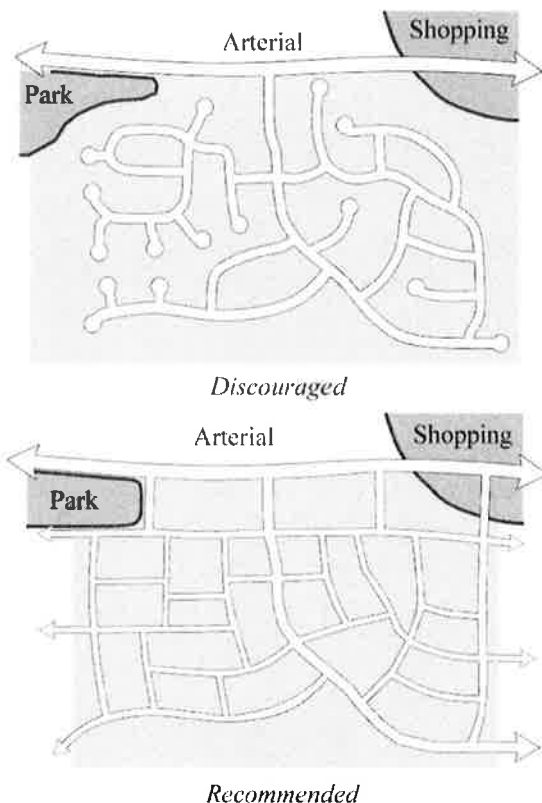 Shopping
Arterial
Park
Discouraged
Shopping
Arterial
Park
Recommended